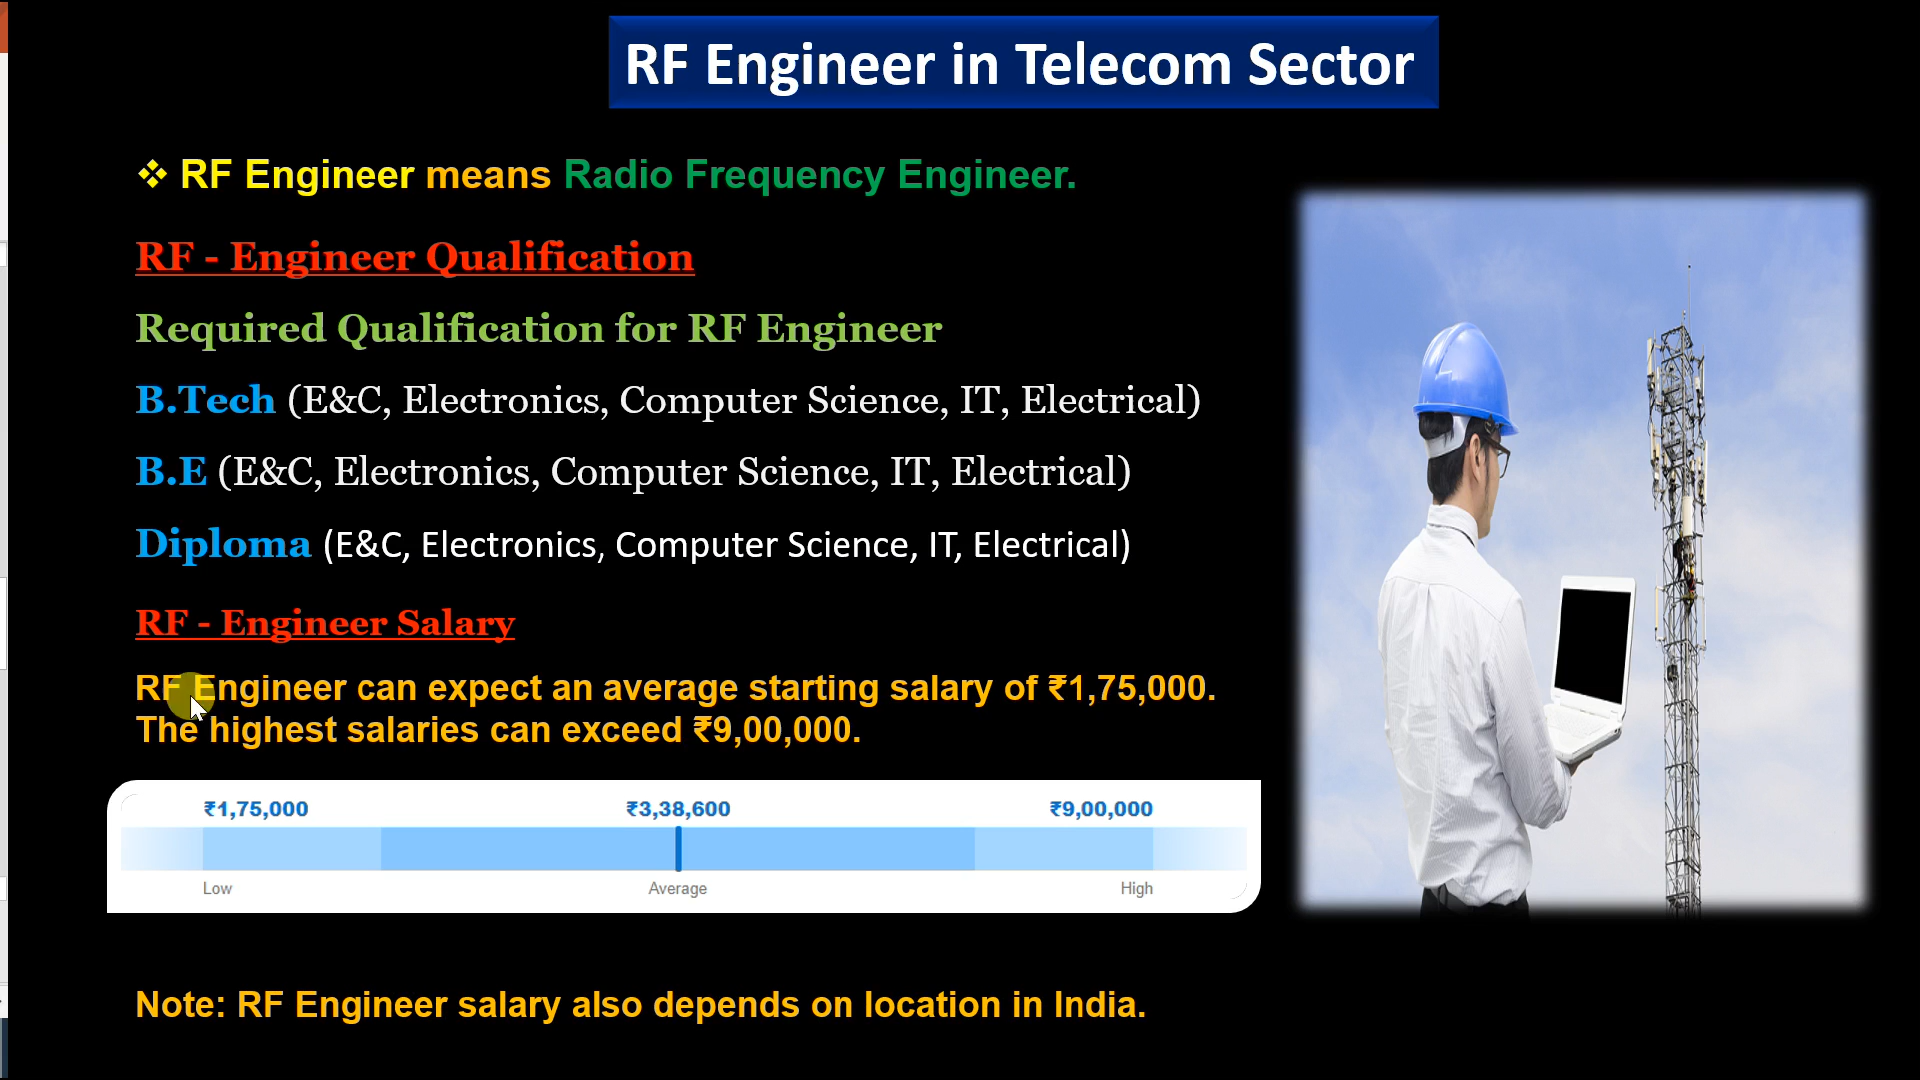 RF Engineer in Telecom Sector
❖ RF Engineer means Radio Frequency Engineer.
RF - Engineer Qualification
Required Qualification for RF Engineer
B.Tech (E&C, Electronics, Computer Science, IT, Electrical)
B.E (E&C, Electronics, Computer Science, IT, Electrical)
Diploma (E&C, Electronics, Computer Science, IT, Electrical)
RF - Engineer Salary
RF Engineer can expect an average starting salary of ₹1,75,000.
The highest salaries can exceed ₹9,00,000.
₹1,75,000 ₹3,38,600 ₹9,00,000
Low Average High
Note: RF Engineer salary also depends on location in India.